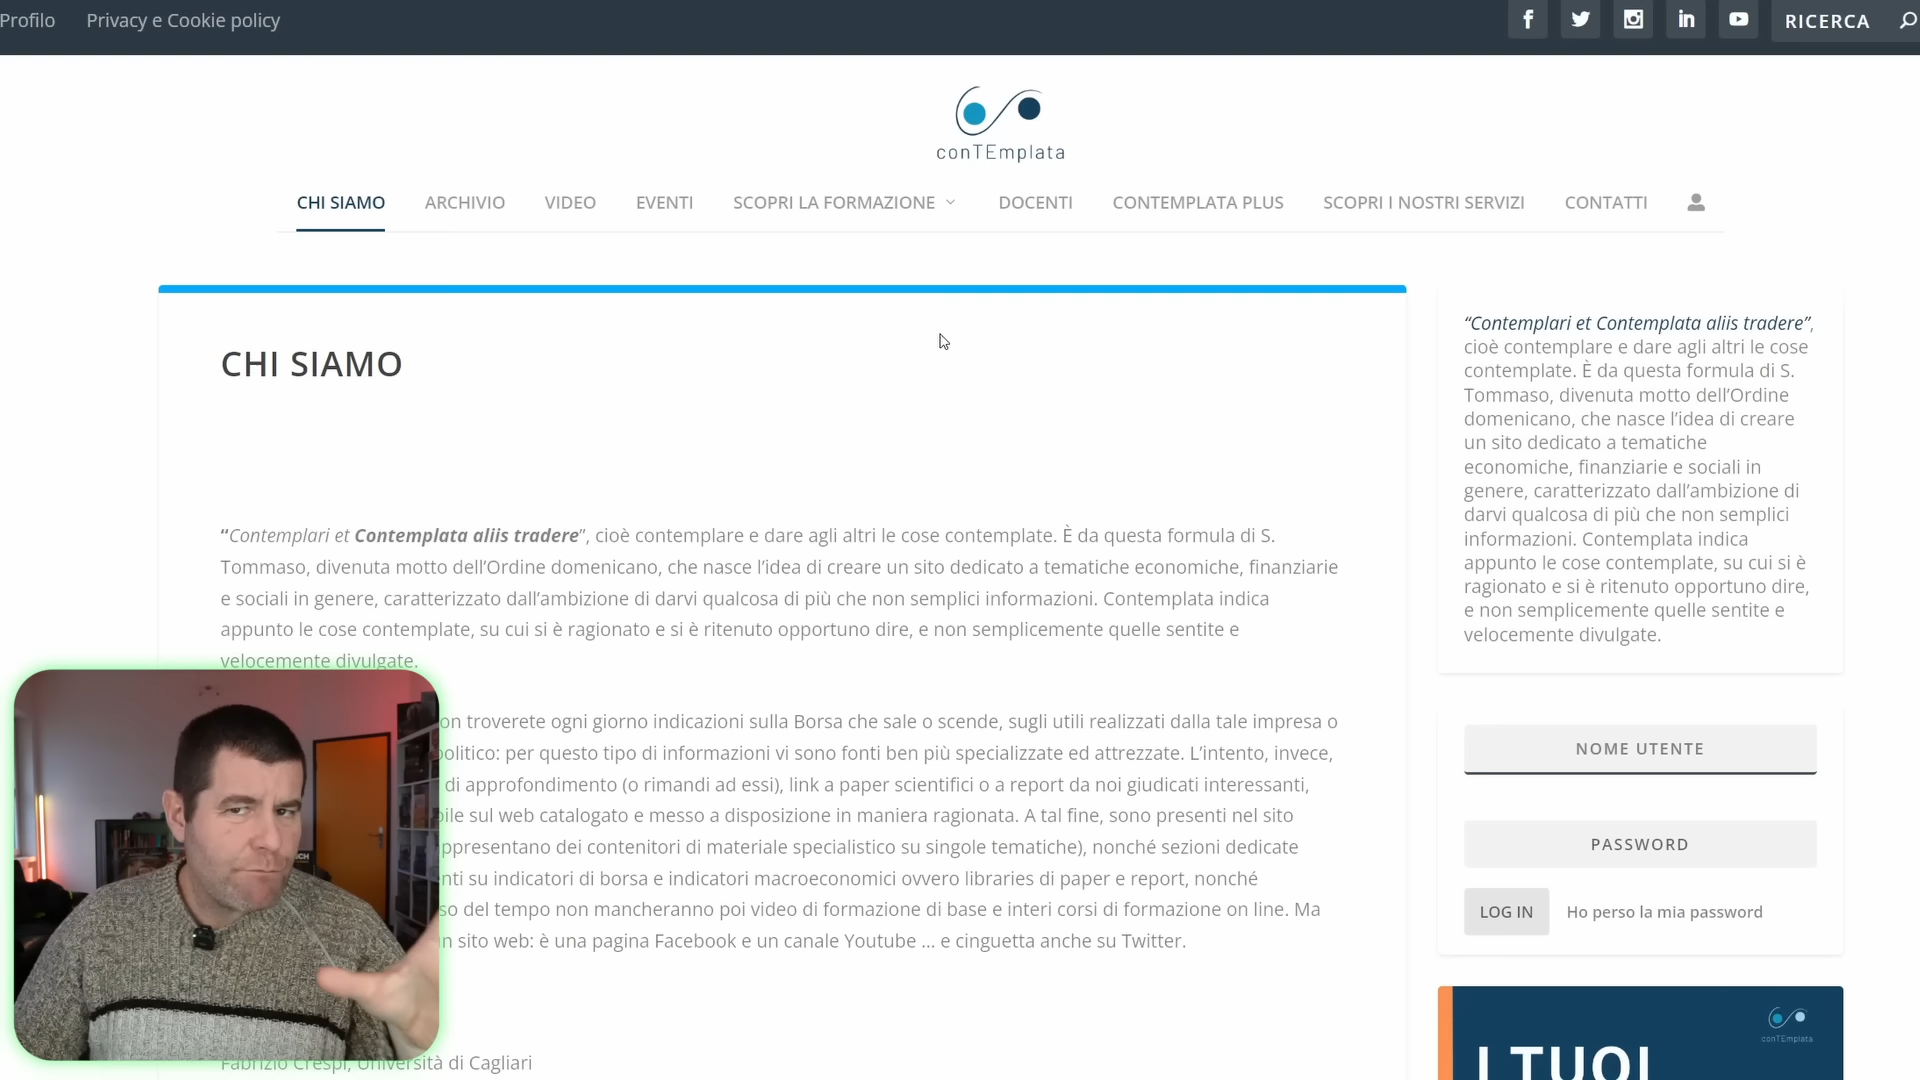 Profilo
Privacy e Cookie policy
RICERCA
conTEmplata
CHI SIAMO
ARCHIVIO
VIDEO
EVENTI
SCOPRI LA FORMAZIONE
DOCENTI
CONTEMPLATA PLUS
SCOPRI I NOSTRI SERVIZI
CONTATTI
CHI SIAMO
“Contemplari et Contemplata aliis tradere”, cioè contemplare e dare agli altri le cose contemplate. È da questa formula di S.
Tommaso, divenuta motto dell’Ordine domenicano, che nasce l’idea di creare un sito dedicato a tematiche economiche, finanziarie
e sociali in genere, caratterizzato dall’ambizione di darvi qualcosa di più che non semplici informazioni. Contemplata indica
appunto le cose contemplate, su cui si è ragionato e si è ritenuto opportuno dire, e non semplicemente quelle sentite e
velocemente divulgate.
troverete ogni giorno indicazioni sulla Borsa che sale o scende, sugli utili realizzati dalla tale impresa o
politico: per questo tipo di informazioni vi sono fonti ben più specializzate ed attrezzate. L’intento, invece,
di approfondimento (o rimandi ad essi), link a paper scientifici o a report da noi giudicati interessanti,
sul web catalogato e messo a disposizione in maniera ragionata. A tal fine, sono presenti nel sito
dei contenitori di materiale specialistico su singole tematiche), nonché sezioni dedicate
su indicatori di borsa e indicatori macroeconomici ovvero libraries di paper e report, nonché
del tempo non mancheranno poi video di formazione di base e interi corsi di formazione on line. Ma
sito web: è una pagina Facebook e un canale Youtube … e cinguetta anche su Twitter.
Fabrizio Crespi, Università di Cagliari
“Contemplari et Contemplata aliis tradere”,
cioè contemplare e dare agli altri le cose
contemplate. È da questa formula di S.
Tommaso, divenuta motto dell’Ordine
domenicano, che nasce l’idea di creare
un sito dedicato a tematiche
economiche, finanziarie e sociali in
genere, caratterizzato dall’ambizione di
darvi qualcosa di più che non semplici
informazioni. Contemplata indica
appunto le cose contemplate, su cui si è
ragionato e si è ritenuto opportuno dire,
e non semplicemente quelle sentite e
velocemente divulgate.
NOME UTENTE
PASSWORD
LOG IN
Ho perso la mia password
conTEmplata
I TUOI